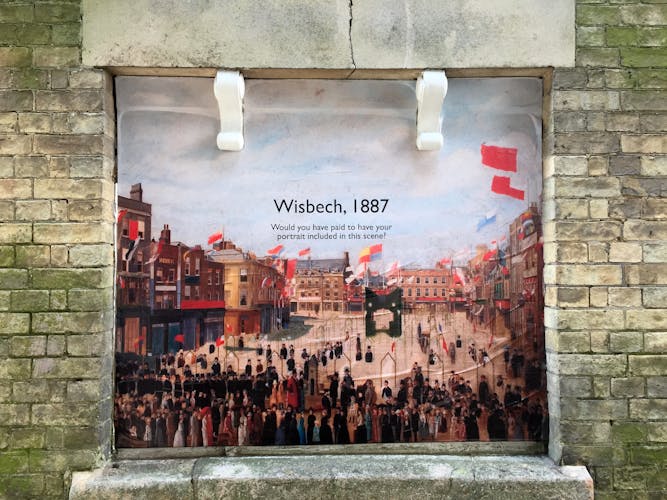 Wisbech, 1887
Would you have paid to have your
portrait included in this scene?